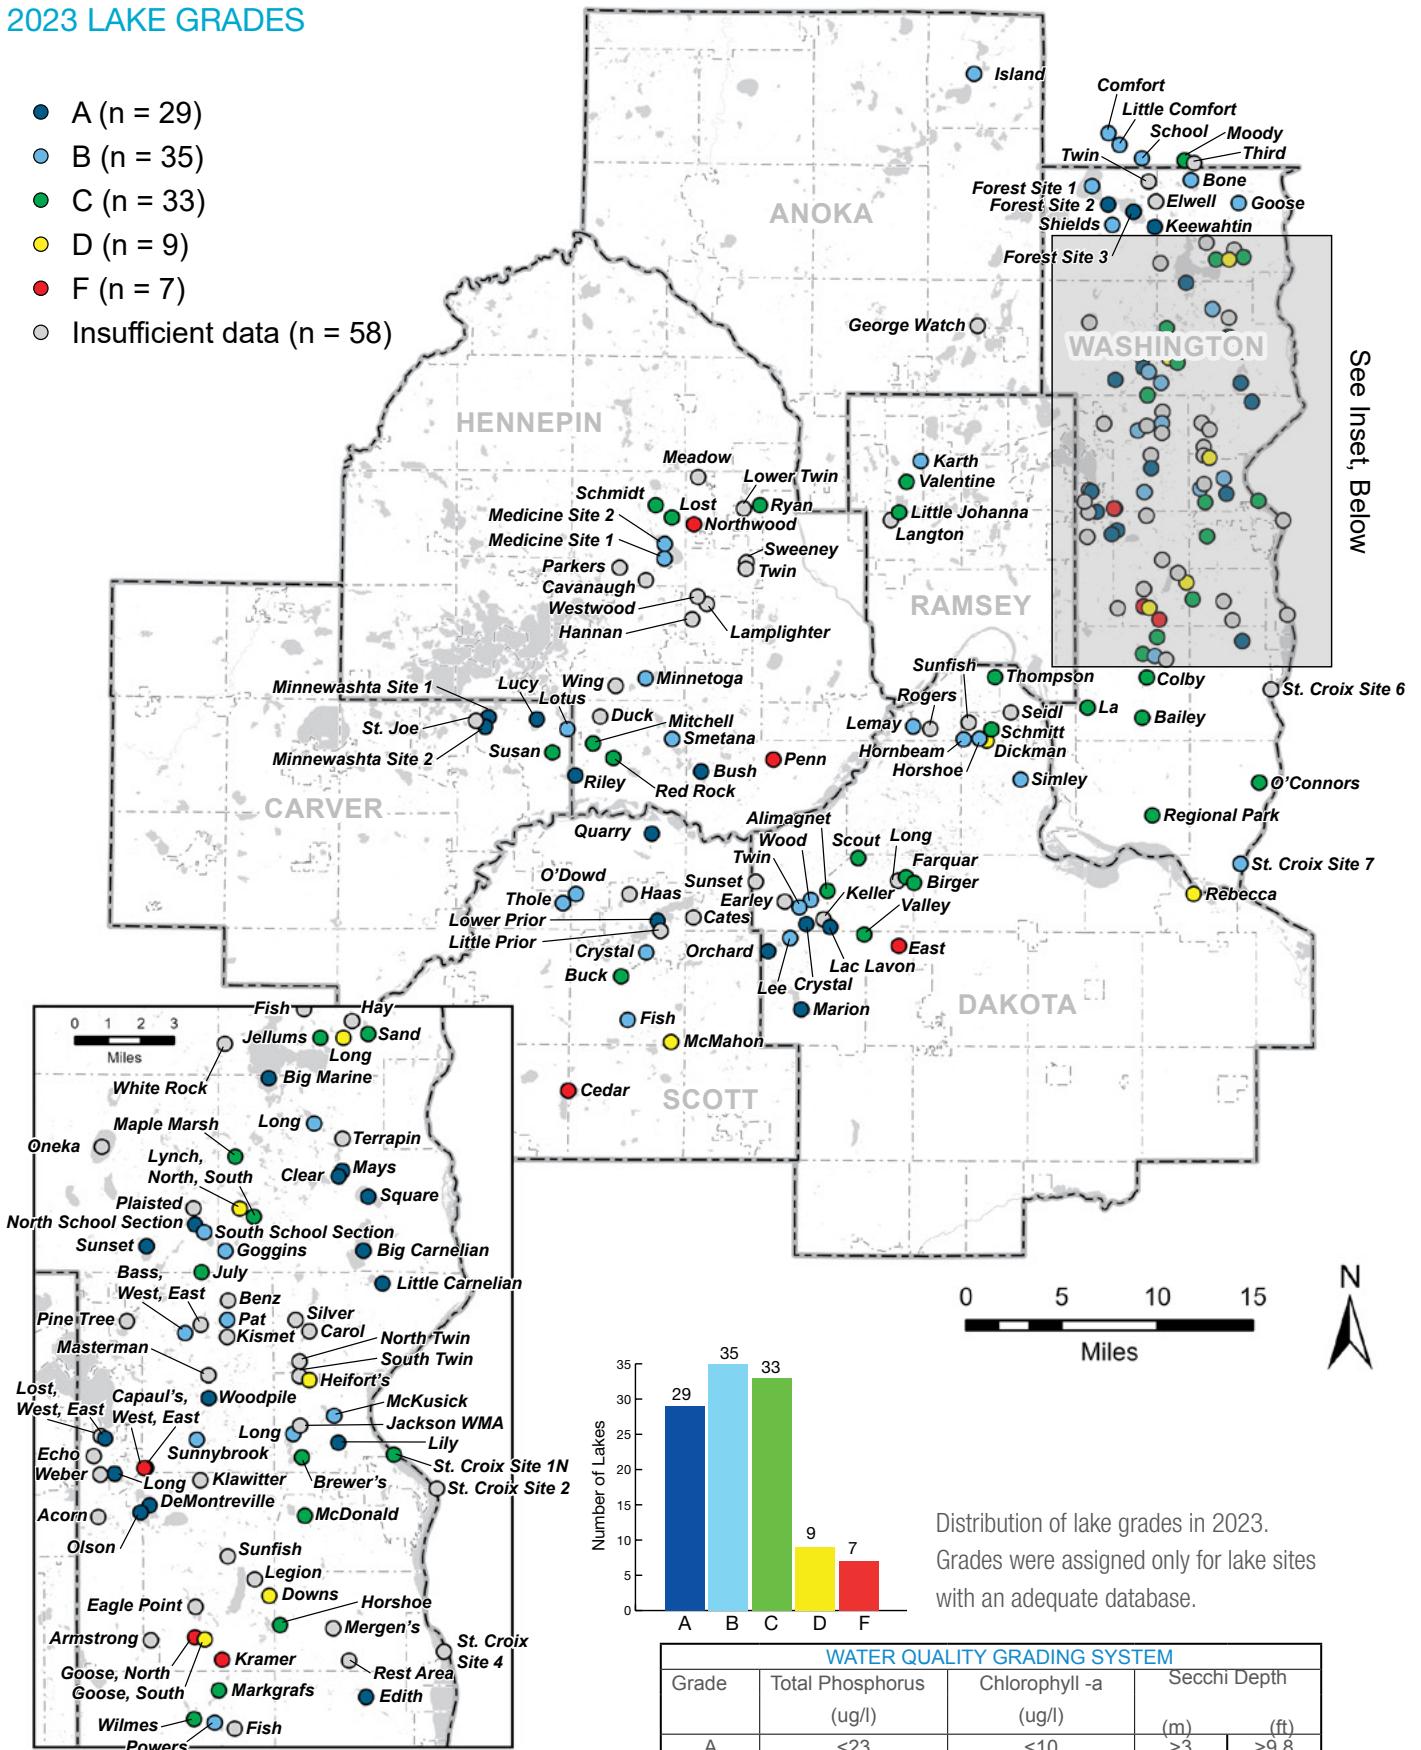 2023 LAKE GRADES
A (n = 29)
B (n = 35)
C (n = 33)
D (n = 9)
F (n = 7)
Insufficient data (n = 58)
Island
Comfort
Little Comfort
School
Moody
Twin
Third
Forest Site 1
Bone
Forest Site 2
Elwell
Goose
Shields
Keewahtin
Forest Site 3
ANOKA
George Watch
WASHINGTON
See Inset, Below
HENNEPIN
Meadow
Lower Twin
Schmidt
Lost
Ryan
Medicine Site 2
Northwood
Medicine Site 1
Sweeney
Parkers
Twin
Cavanaugh
Westwood
Hannan
Lamplighter
Karth
Valentine
Little Johanna
Langton
RAMSEY
Minnewashta Site 1
Lucy
Wing
Minnetoga
Lotus
St. Joe
Duck
Mitchell
Smetana
Minnewashta Site 2
Susan
Riley
Red Rock
Bush
Penn
CARVER
Sunfish
Thompson
Rogers
Seidl
Lemay
Schmitt
Hornbeam
Dickman
Horshoe
Simley
Colby
St. Croix Site 6
La
Bailey
O'Connors
Regional Park
St. Croix Site 7
Rebecca
Quarry
Alimagnet
Wood
Scout
Long
Twin
Farquar
Sunset
Birger
Earley
Keller
Valley
O'Dowd
Thole
Haas
Lower Prior
Cates
Little Prior
Crystal
Orchard
East
Buck
Lac Lavon
Lee
Crystal
Marion
Fish
McMahon
DAKOTA
Cedar
SCOTT
0 1 2 3
Miles
Fish
Hay
Jellums
Sand
Long
White Rock
Big Marine
Maple Marsh
Long
Oneka
Terrapin
Lynch,
North, South
Clear
Mays
Plaisted
Square
North School Section
South School Section
Sunset
Goggins
Big Carnelian
Bass,
West, East
July
Little Carnelian
Benz
Pine Tree
Pat
Silver
Kismet
Carol
Masterman
North Twin
South Twin
Heifort's
Lost,
West, East
Capaul's,
West, East
Woodpile
McKusick
Jackson WMA
Echo
Sunnybrook
Long
Lily
Weber
Long
Klawitter
Brewer's
St. Croix Site 1N
St. Croix Site 2
DeMontreville
Acorn
McDonald
Olson
Sunfish
Legion
Downs
Eagle Point
Horshoe
Armstrong
Mergen's
St. Croix
Site 4
Goose, North
Kramer
Rest Area
Goose, South
Markgrafs
Edith
Wilmes
Fish
Powers
0 5 10 15
Miles
N
Number of Lakes
35
30
25
20
15
10
5
0
29
35
33
9
7
A B C D F
Distribution of lake grades in 2023.
Grades were assigned only for lake sites
with an adequate database.
WATER QUALITY GRADING SYSTEM
Grade Total Phosphorus Chlorophyll -a Secchi Depth
(ug/l) (ug/l) (m) (ft)
A <23 <10 >3 >9.8